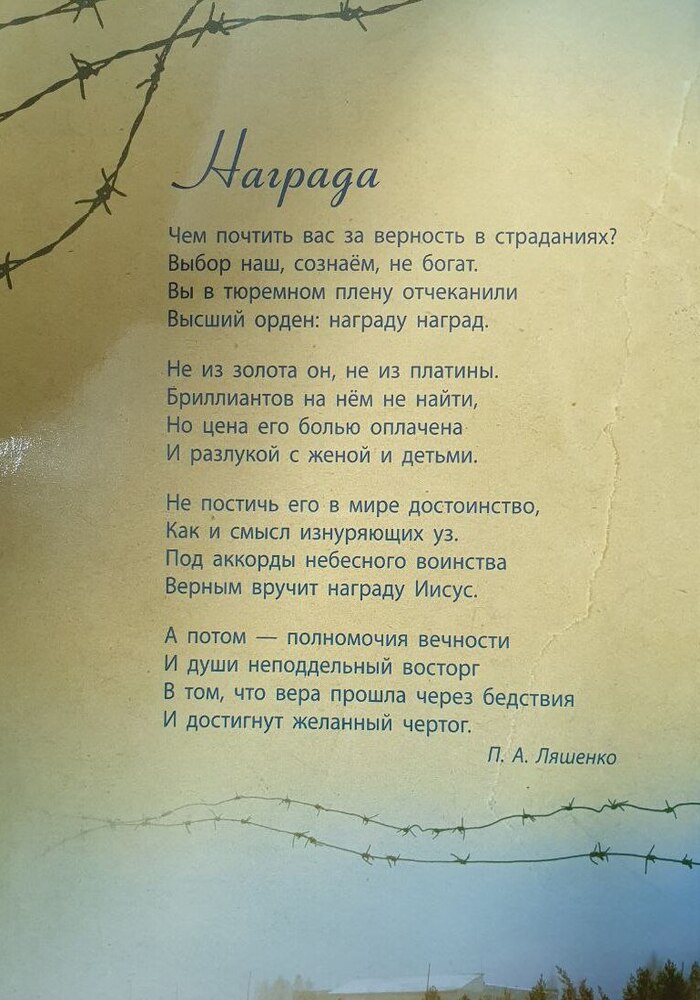 Награда
Чем почтить вас за верность в страданиях?
Выбор наш, сознаём, не богат.
Вы в тюремном плену отчеканили
Высший орден: награду наград.
Не из золота он, не из платины.
Бриллиантов на нём не найти,
Но цена его болью оплачена
И разлукой с женой и детьми.
Не постичь его в мире достоинство,
Как и смысл изнуряющих уз.
Под аккорды небесного воинства
Верным вручит награду Иисус.
А потом — полномочия вечности
И души неподдельный восторг
В том, что вера прошла через бедствия
И достигнут желанный чертог.
П. А. Ляшенко